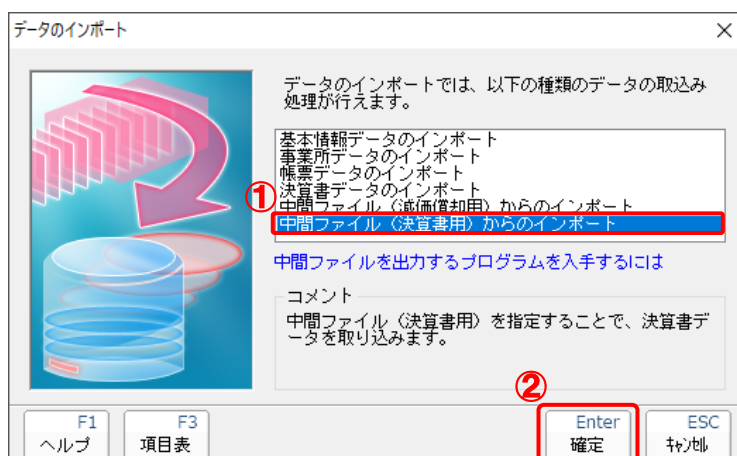 データのインポート
データのインポートでは、以下の種類のデータの取込み
処理が行えます。
基本情報データのインポート
事業所データのインポート
帳票データのインポート
決算書データのインポート
中間ファイル（減価償却用）からのインポート
①
中間ファイル（決算書用）からのインポート
中間ファイルを出力するプログラムを入手するには
コメント
中間ファイル（決算書用）を指定することで、決算書デ
ータを取り込みます。
②
F1
ヘルプ
F3
項目表
Enter
確定
ESC
ｷｬﾝｾﾙ